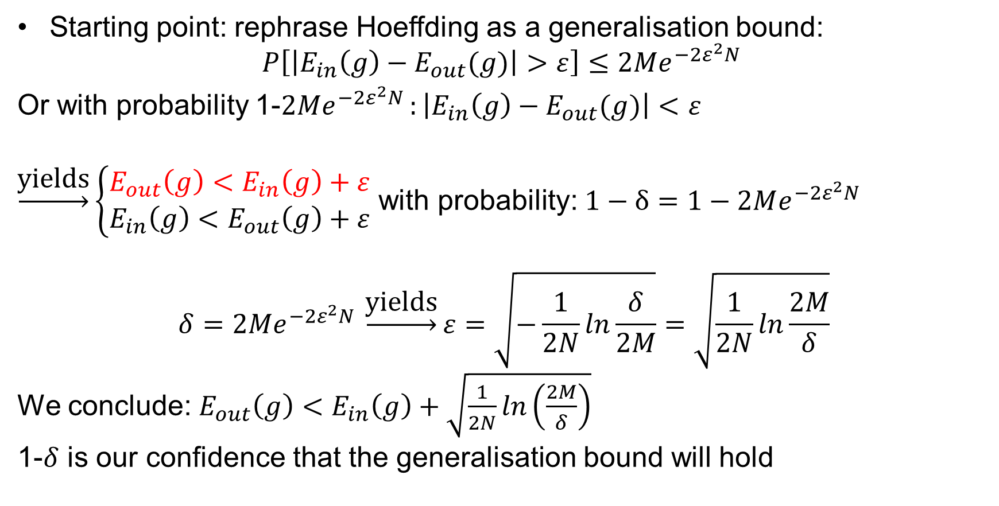 • Starting point: rephrase Hoeffding as a generalisation bound:
$P[|E_{in}(g) - E_{out}(g)| > \varepsilon] \leq 2Me^{-2\varepsilon^2 N}$
Or with probability 1-$2Me^{-2\varepsilon^2 N}$ : $|E_{in}(g) - E_{out}(g)| < \varepsilon$
$\xrightarrow{\text{yields}} \begin{cases} E_{out}(g) < E_{in}(g) + \varepsilon \\ E_{in}(g) < E_{out}(g) + \varepsilon \end{cases}$ with probability: $1 - \delta = 1 - 2Me^{-2\varepsilon^2 N}$
$\delta = 2Me^{-2\varepsilon^2 N} \xrightarrow{\text{yields}} \varepsilon = \sqrt{-\frac{1}{2N} ln \frac{\delta}{2M}} = \sqrt{\frac{1}{2N} ln \frac{2M}{\delta}}$
We conclude: $E_{out}(g) < E_{in}(g) + \sqrt{\frac{1}{2N} ln \left(\frac{2M}{\delta}\right)}$
1-$\delta$ is our confidence that the generalisation bound will hold